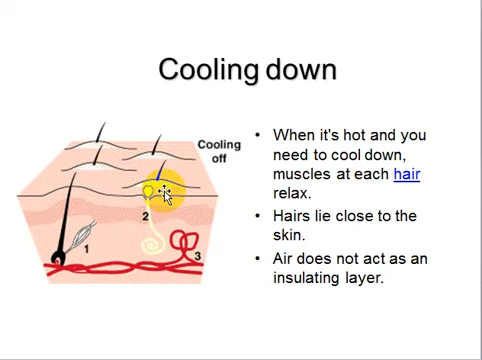 Cooling down
Cooling
off
1
2
3
• When it's hot and you
need to cool down,
muscles at each hair
relax.
• Hairs lie close to the
skin.
• Air does not act as an
insulating layer.